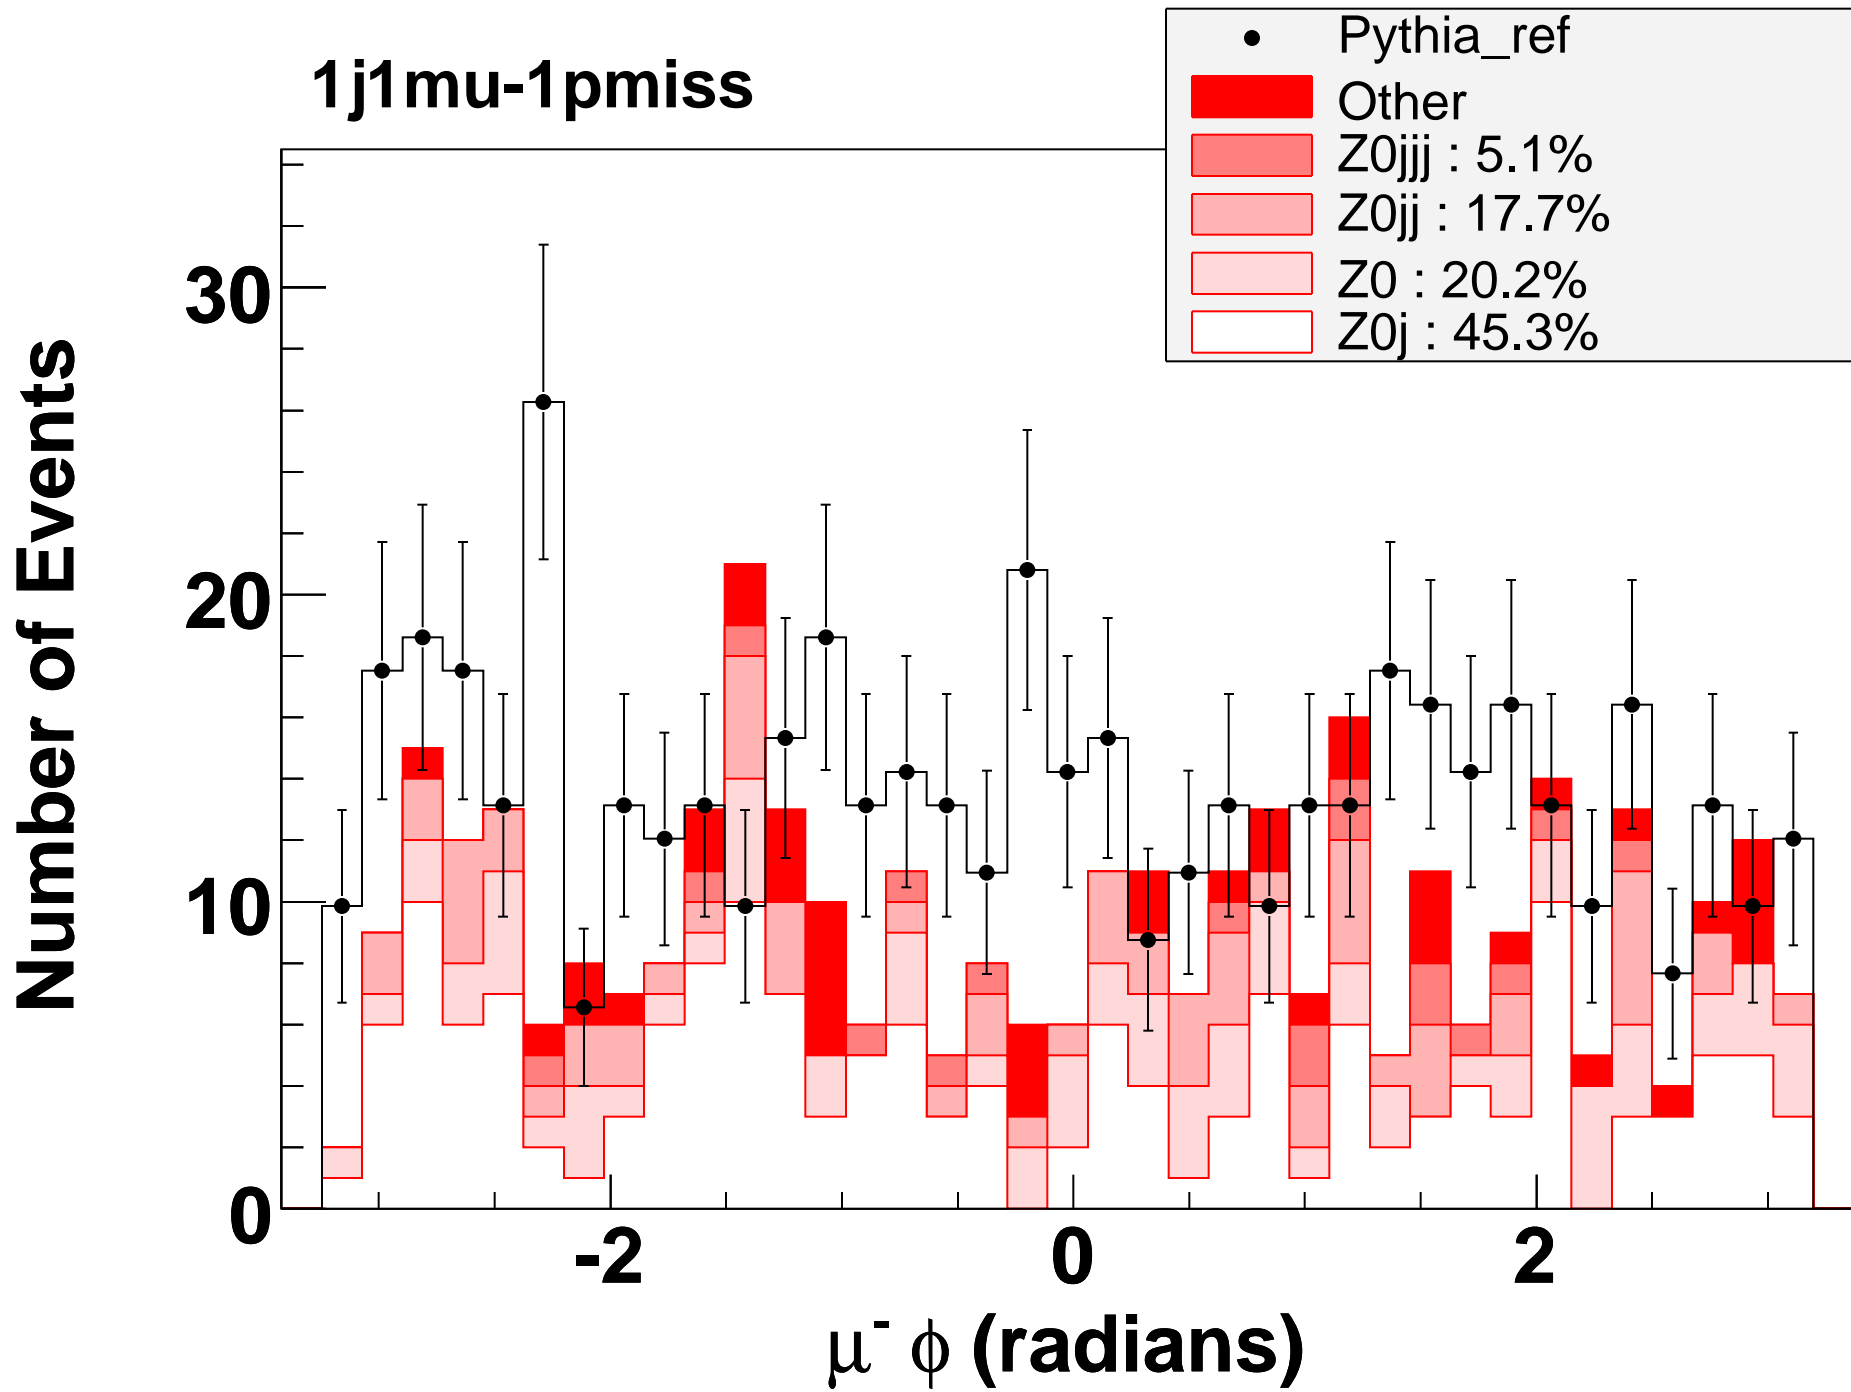 1j1mu-1pmiss
Pythia_ref
Other
Z0jjj : 5.1%
Z0jj : 17.7%
Z0 : 20.2%
Z0j : 45.3%
Number of Events
30
20
10
0
-2
0
2
μ⁻ ϕ (radians)